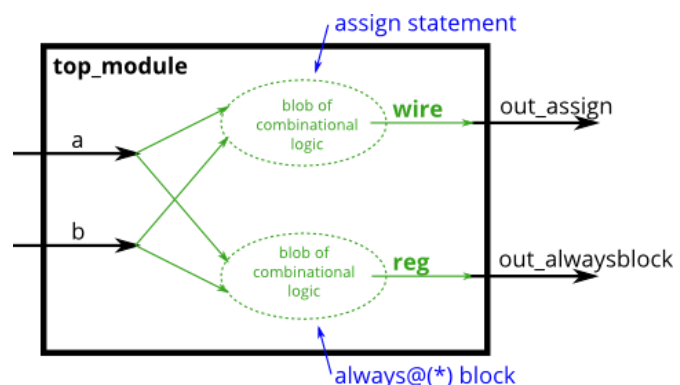 assign statement
top_module
blob of
combinational
logic
wire
out_assign
a
b
blob of
combinational
logic
reg
out_alwaysblock
always@(*) block